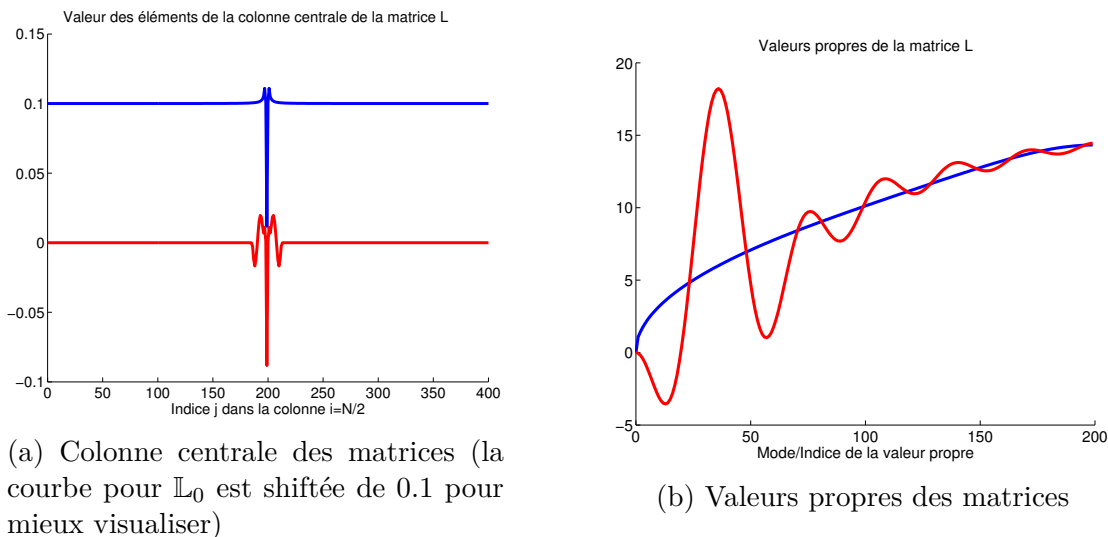 Valeur des éléments de la colonne centrale de la matrice L
0.15
0.1
0.05
0
−0.05
−0.1
0 50 100 150 200 250 300 350 400
Indice j dans la colonne i=N/2
(a) Colonne centrale des matrices (la
courbe pour 𝕃₀ est shiftée de 0.1 pour
mieux visualiser)
Valeurs propres de la matrice L
20
15
10
5
0
−5
0 50 100 150 200
Mode/Indice de la valeur propre
(b) Valeurs propres des matrices